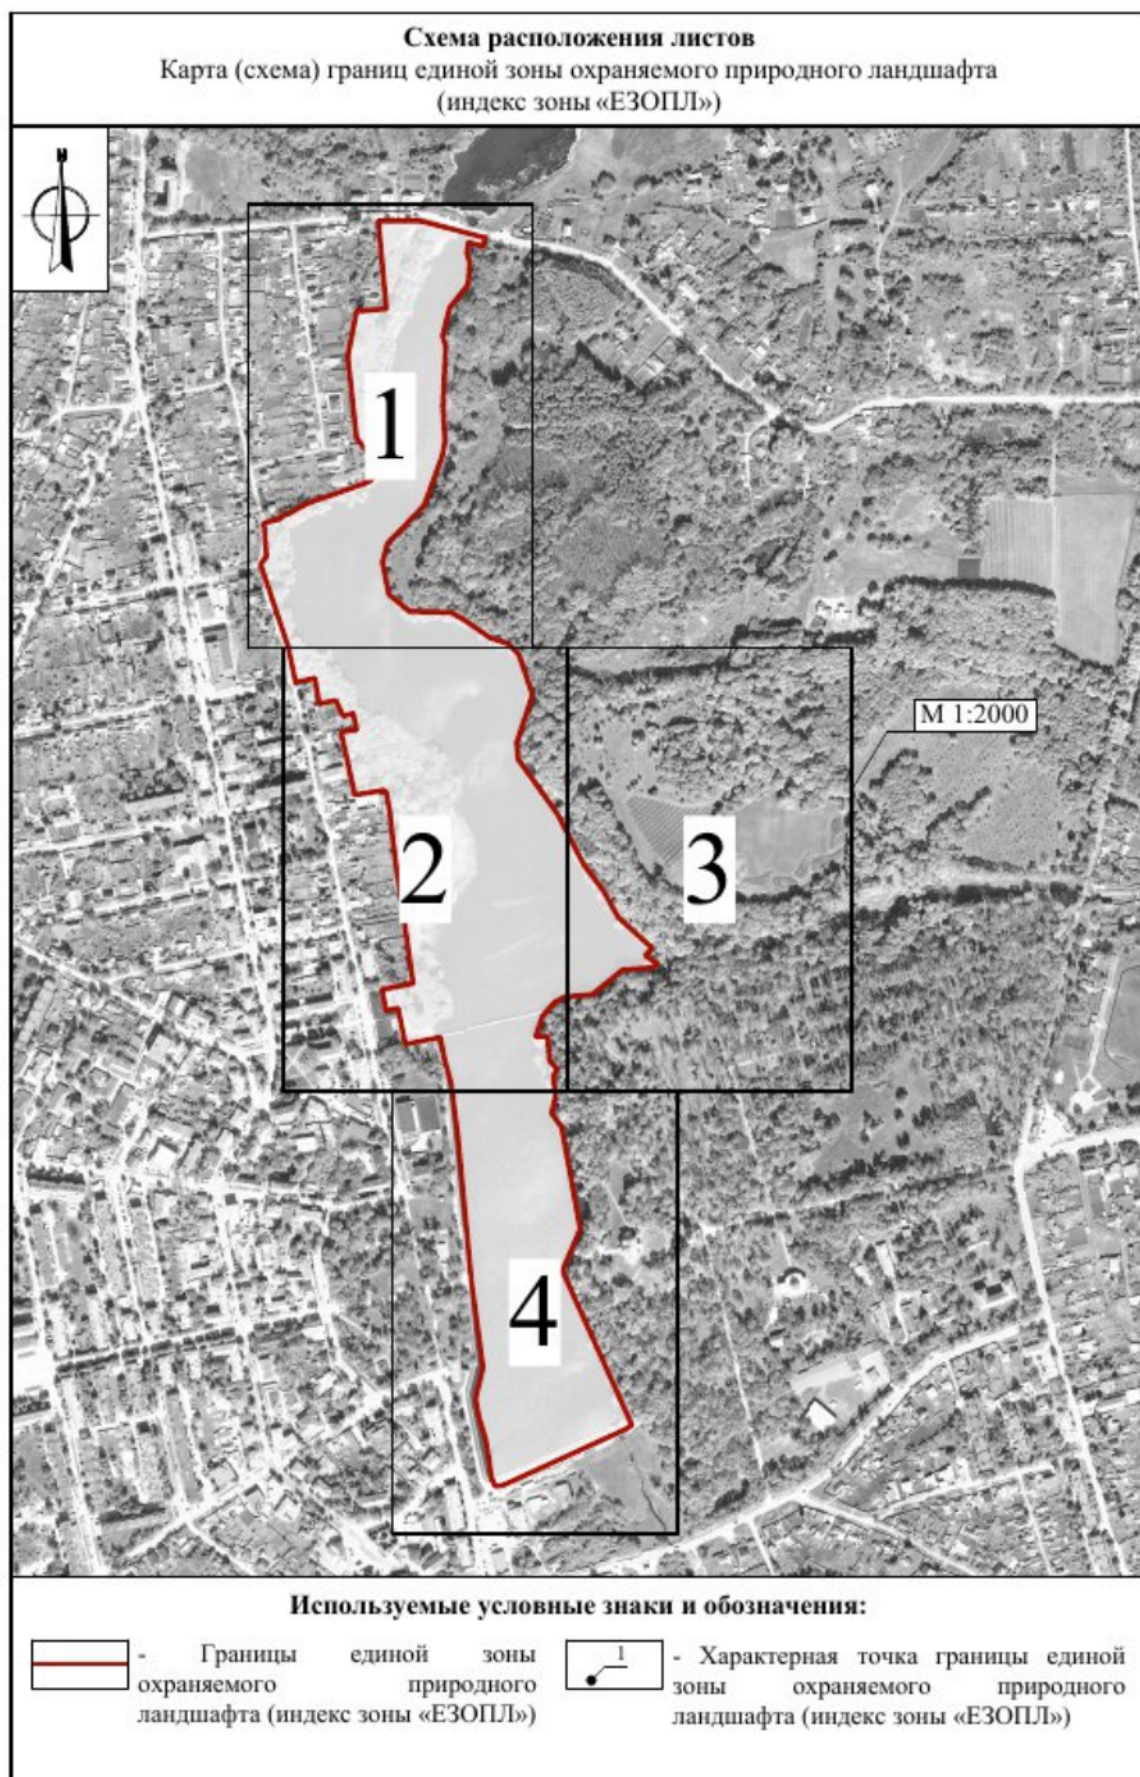 Схема расположения листов
Карта (схема) границ единой зоны охраняемого природного ландшафта
(индекс зоны «ЕЗОПЛ»)
N
1
М 1:2000
2
3
4
Используемые условные знаки и обозначения:
- Границы единой зоны
охраняемого природного
ландшафта (индекс зоны «ЕЗОПЛ»)
1
- Характерная точка границы единой
зоны охраняемого природного
ландшафта (индекс зоны «ЕЗОПЛ»)